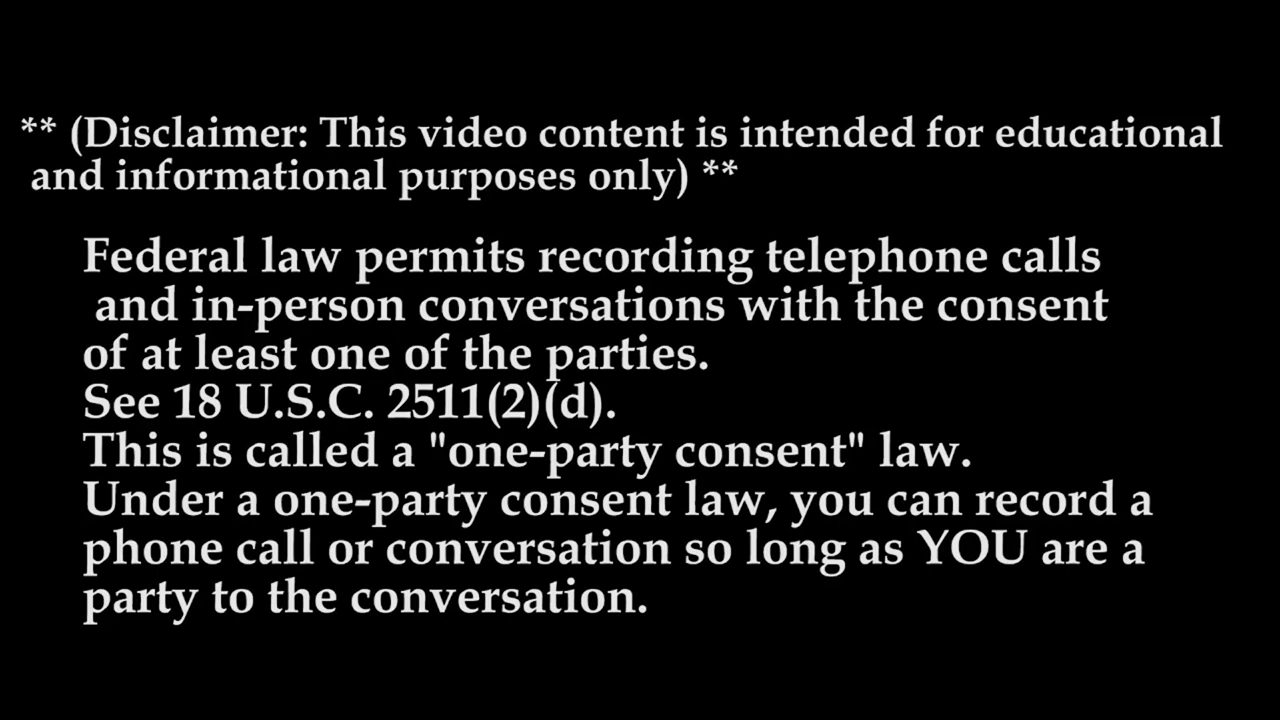 ** (Disclaimer: This video content is intended for educational
and informational purposes only) **
Federal law permits recording telephone calls
and in-person conversations with the consent
of at least one of the parties.
See 18 U.S.C. 2511(2)(d).
This is called a "one-party consent" law.
Under a one-party consent law, you can record a
phone call or conversation so long as YOU are a
party to the conversation.